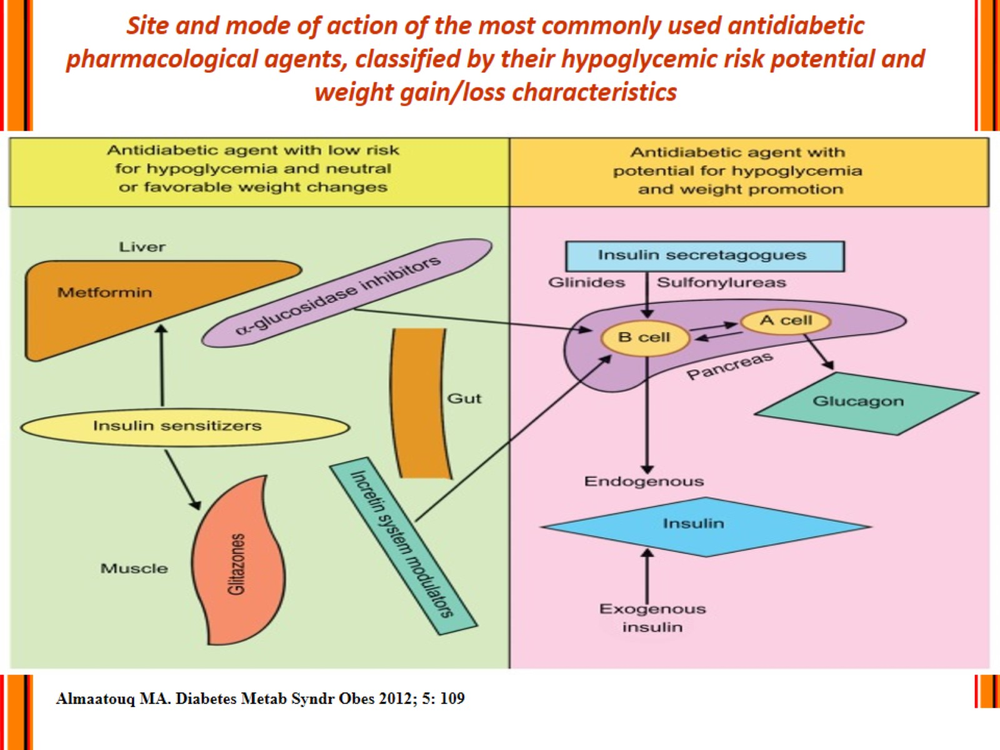 Site and mode of action of the most commonly used antidiabetic
pharmacological agents, classified by their hypoglycemic risk potential and
weight gain/loss characteristics
Antidiabetic agent with low risk
for hypoglycemia and neutral
or favorable weight changes
Antidiabetic agent with
potential for hypoglycemia
and weight promotion
Liver
Metformin
α-glucosidase inhibitors
Insulin sensitizers
Gut
Muscle
Glitazones
Incretin system modulators
Insulin secretagogues
Glinides
Sulfonylureas
B cell
A cell
Pancreas
Glucagon
Endogenous
Insulin
Exogenous
insulin
Almaatouq MA. Diabetes Metab Syndr Obes 2012; 5: 109